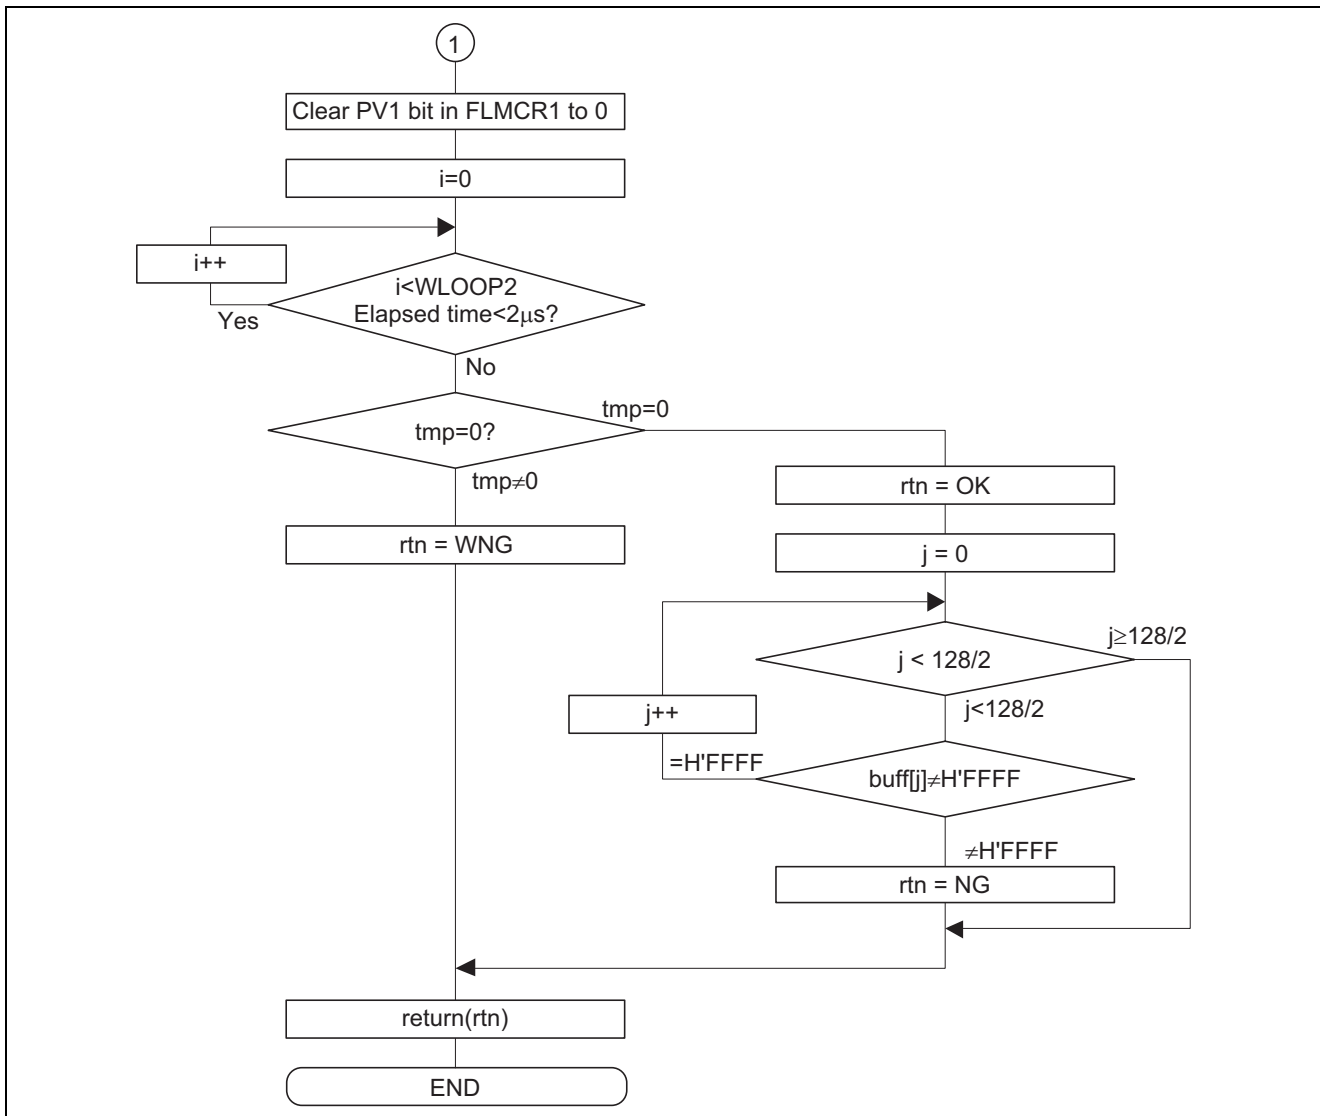 1
Clear PV1 bit in FLMCR1 to 0
i=0
i++
i<WLOOP2
Elapsed time<2μs?
Yes
No
tmp=0?
tmp=0
tmp≠0
rtn = WNG
rtn = OK
j = 0
j < 128/2
j≥128/2
j<128/2
j++
=H'FFFF
buff[j]≠H'FFFF
≠H'FFFF
rtn = NG
return(rtn)
END